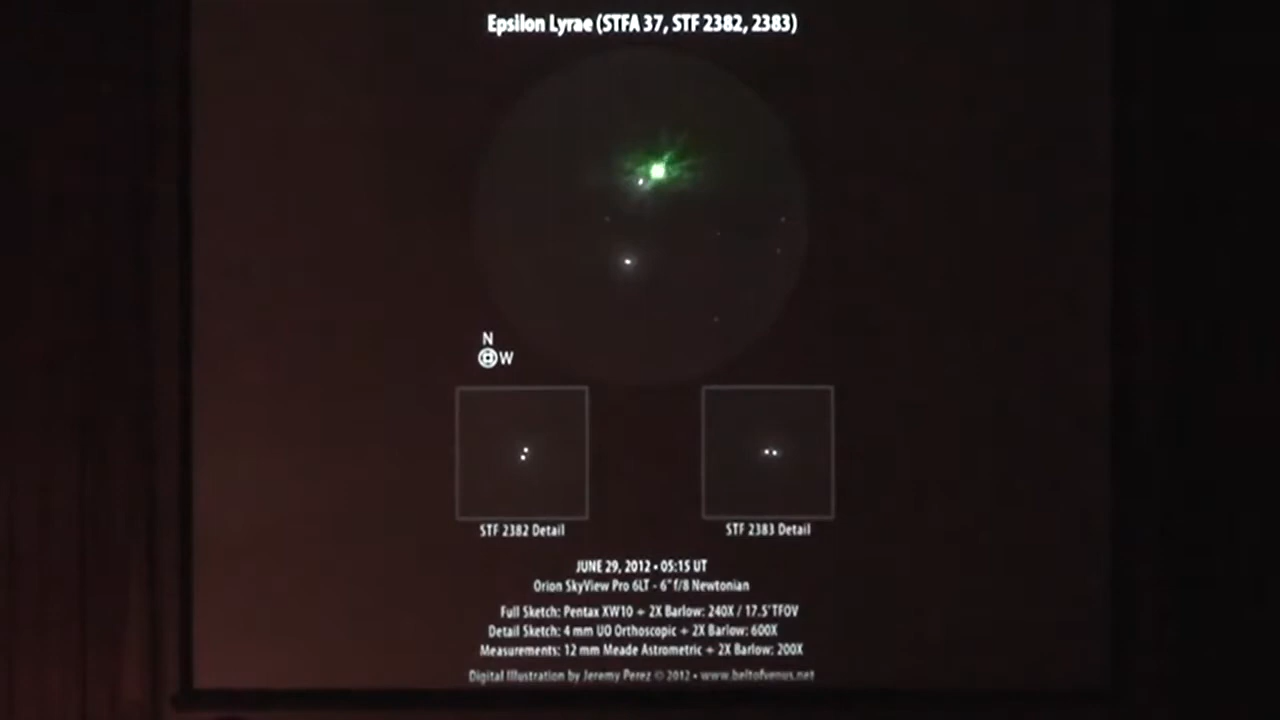 Epsilon Lyrae (STFA 37, STF 2382, 2383)
N
W
STF 2382 Detail
STF 2383 Detail
JUNE 29, 2012 • 05:15 UT
Orion SkyView Pro 6LT - 6" f/8 Newtonian
Full Sketch: Pentax XW10 + 2X Barlow: 240X / 17.5' TFOV
Detail Sketch: 4 mm UO Orthoscopic + 2X Barlow: 600X
Measurements: 12 mm Meade Astrometric + 2X Barlow: 200X
Digital Illustration by Jeremy Perez © 2012 • www.beltofvenus.net